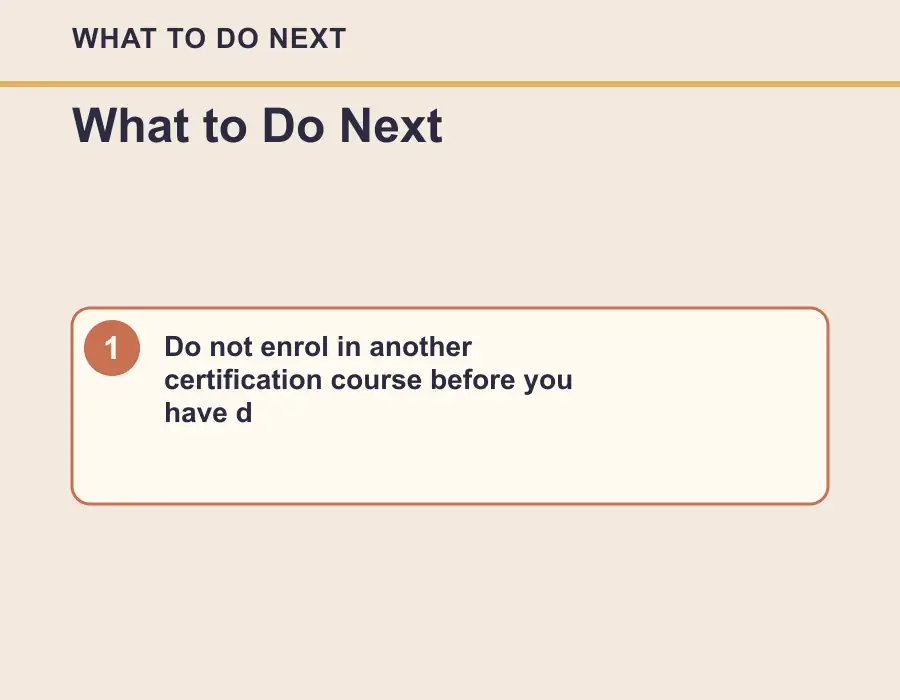 WHAT TO DO NEXT
What to Do Next
1
Do not enrol in another
certification course before you
have d